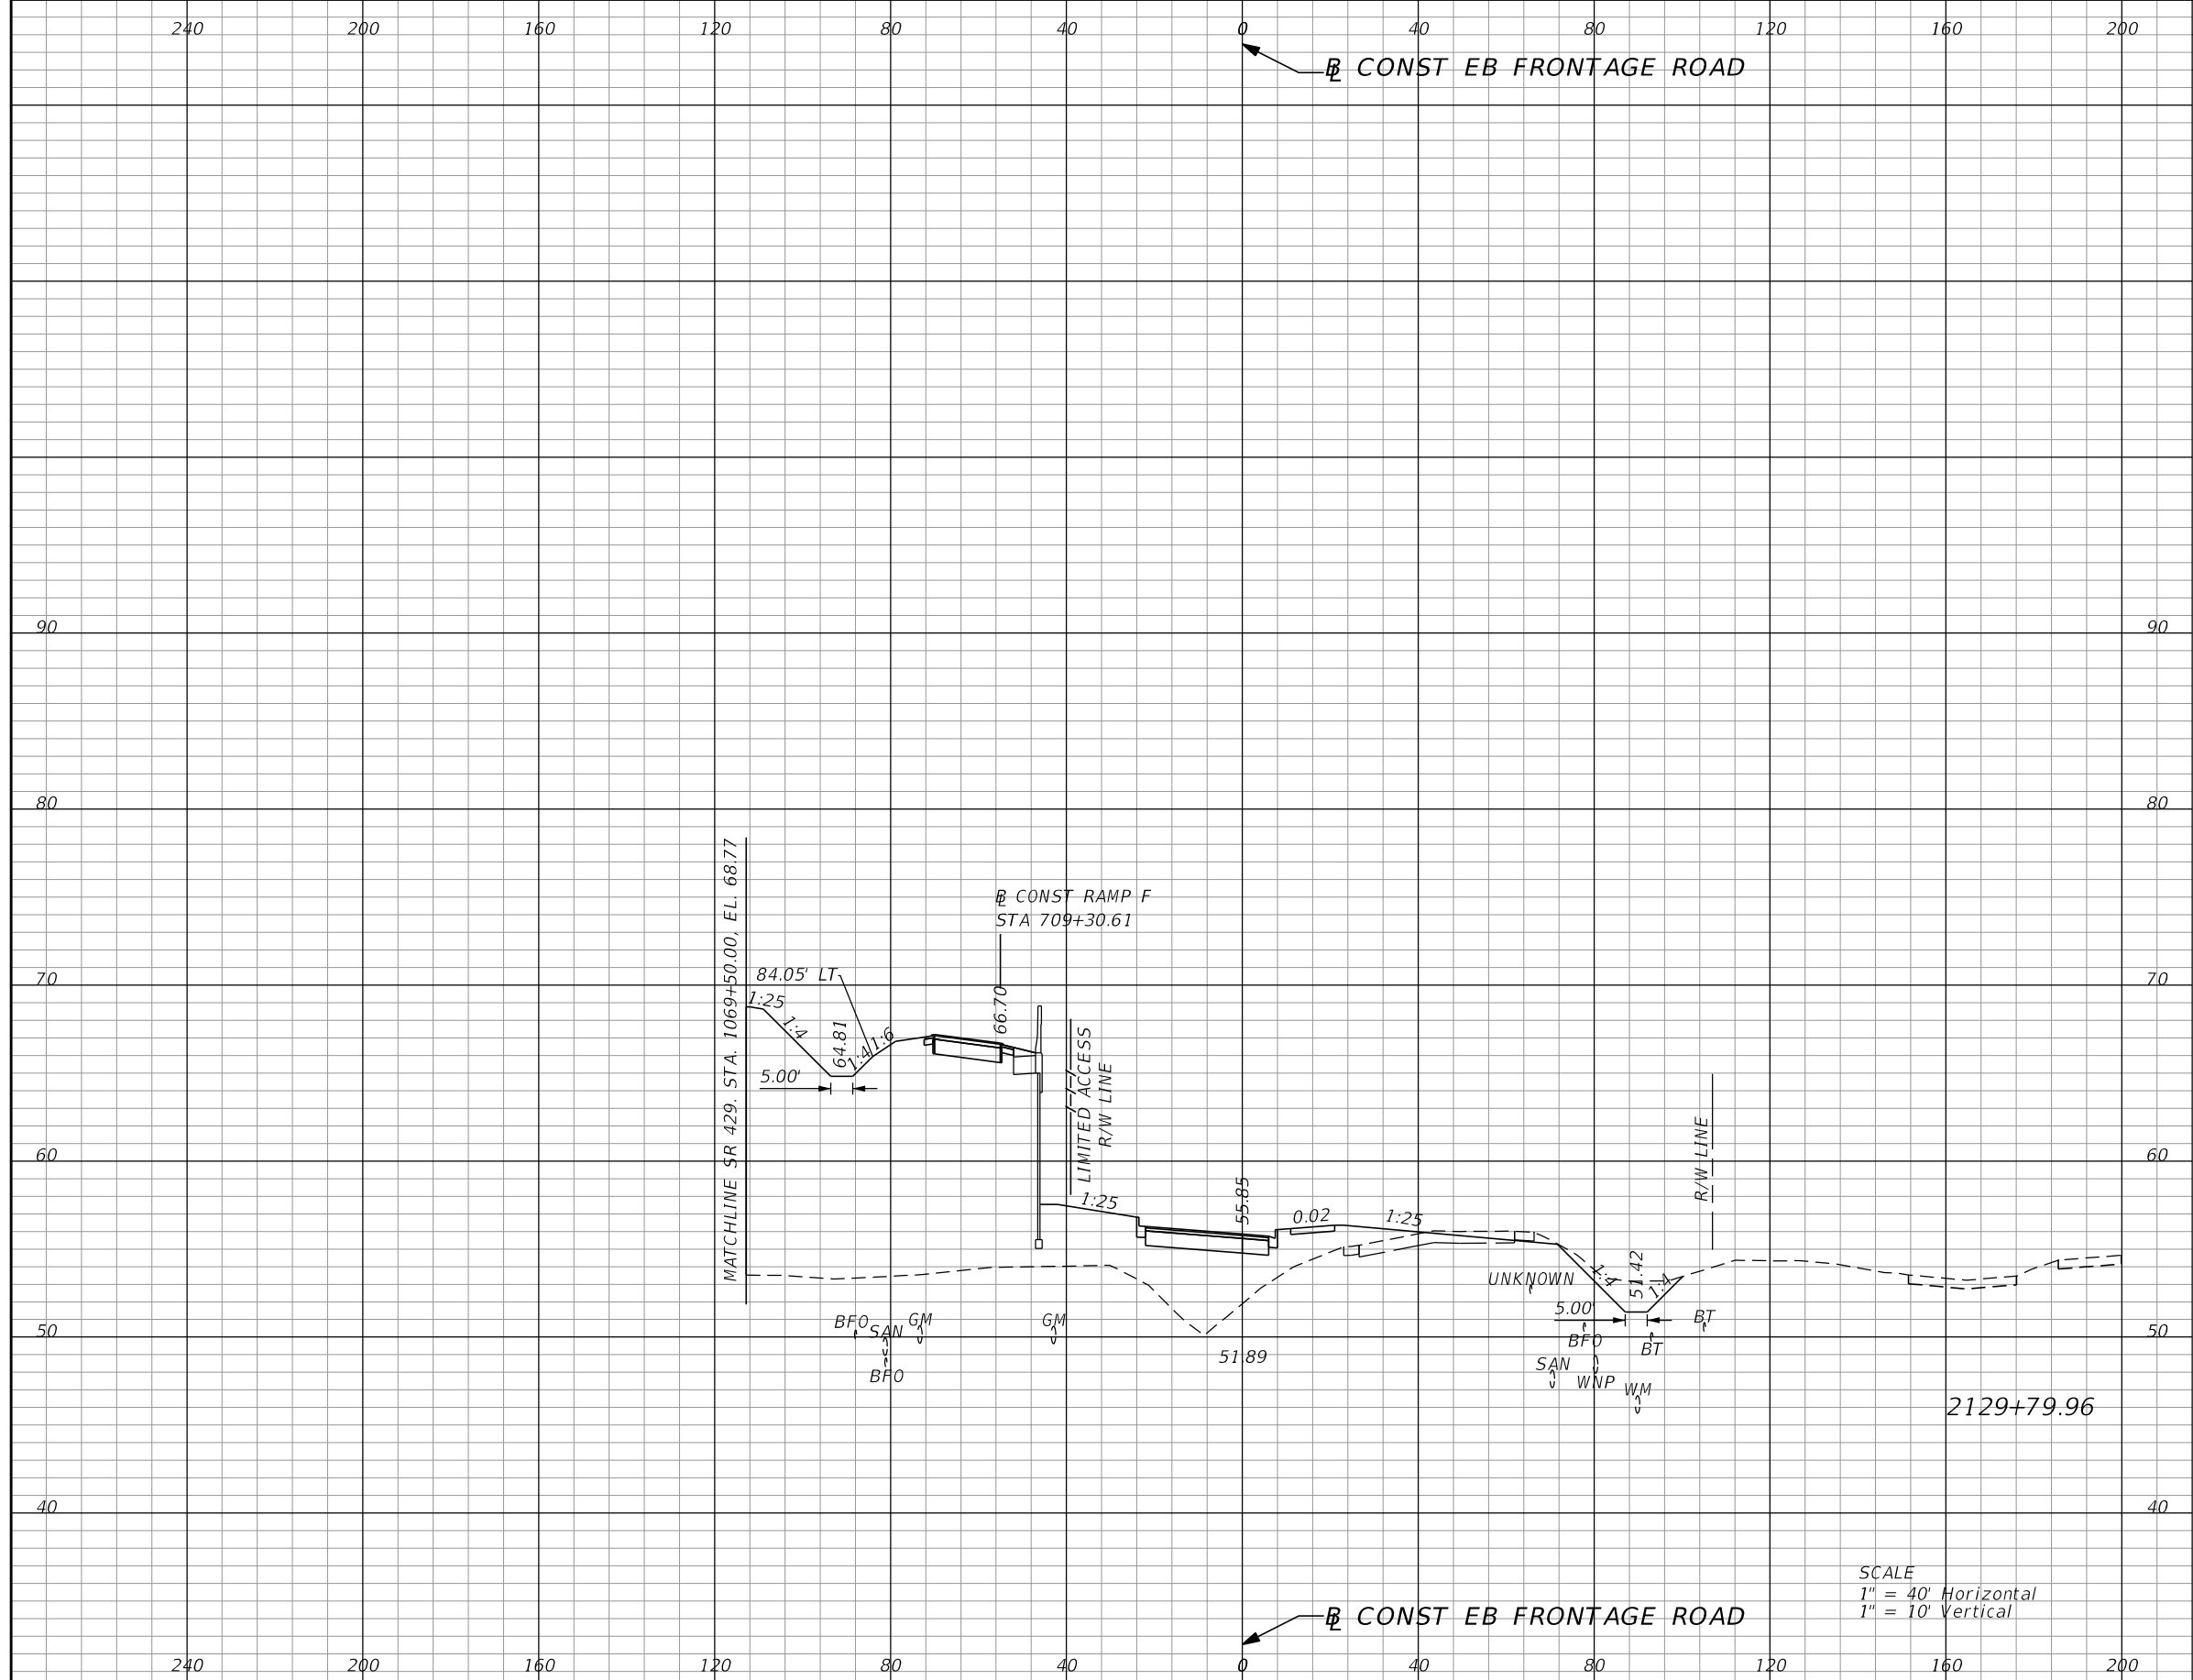 240 200 160 120 80 40 0 40 80 120 160 200
BL CONST EB FRONTAGE ROAD
90 90
80 80
MATCHLINE SR 429. STA. 1069+50.00, EL. 68.77
BL CONST RAMP F
STA 709+30.61
70 70
84.05' LT
1:25
1:4
64.81
1:4
1:6
66.70
5.00'
LIMITED ACCESS
R/W LINE
R/W LINE
60 60
1:25
55.85
0.02
1:25
UNKNOWN
1:4
51.42
1:4
5.00'
BFO
SAN
GM
GM
BT
50 50
BFO
BT
BFO
51.89
SAN
WNP
WM
2129+79.96
40 40
SCALE
1" = 40' Horizontal
1" = 10' Vertical
BL CONST EB FRONTAGE ROAD
240 200 160 120 80 40 0 40 80 120 160 200